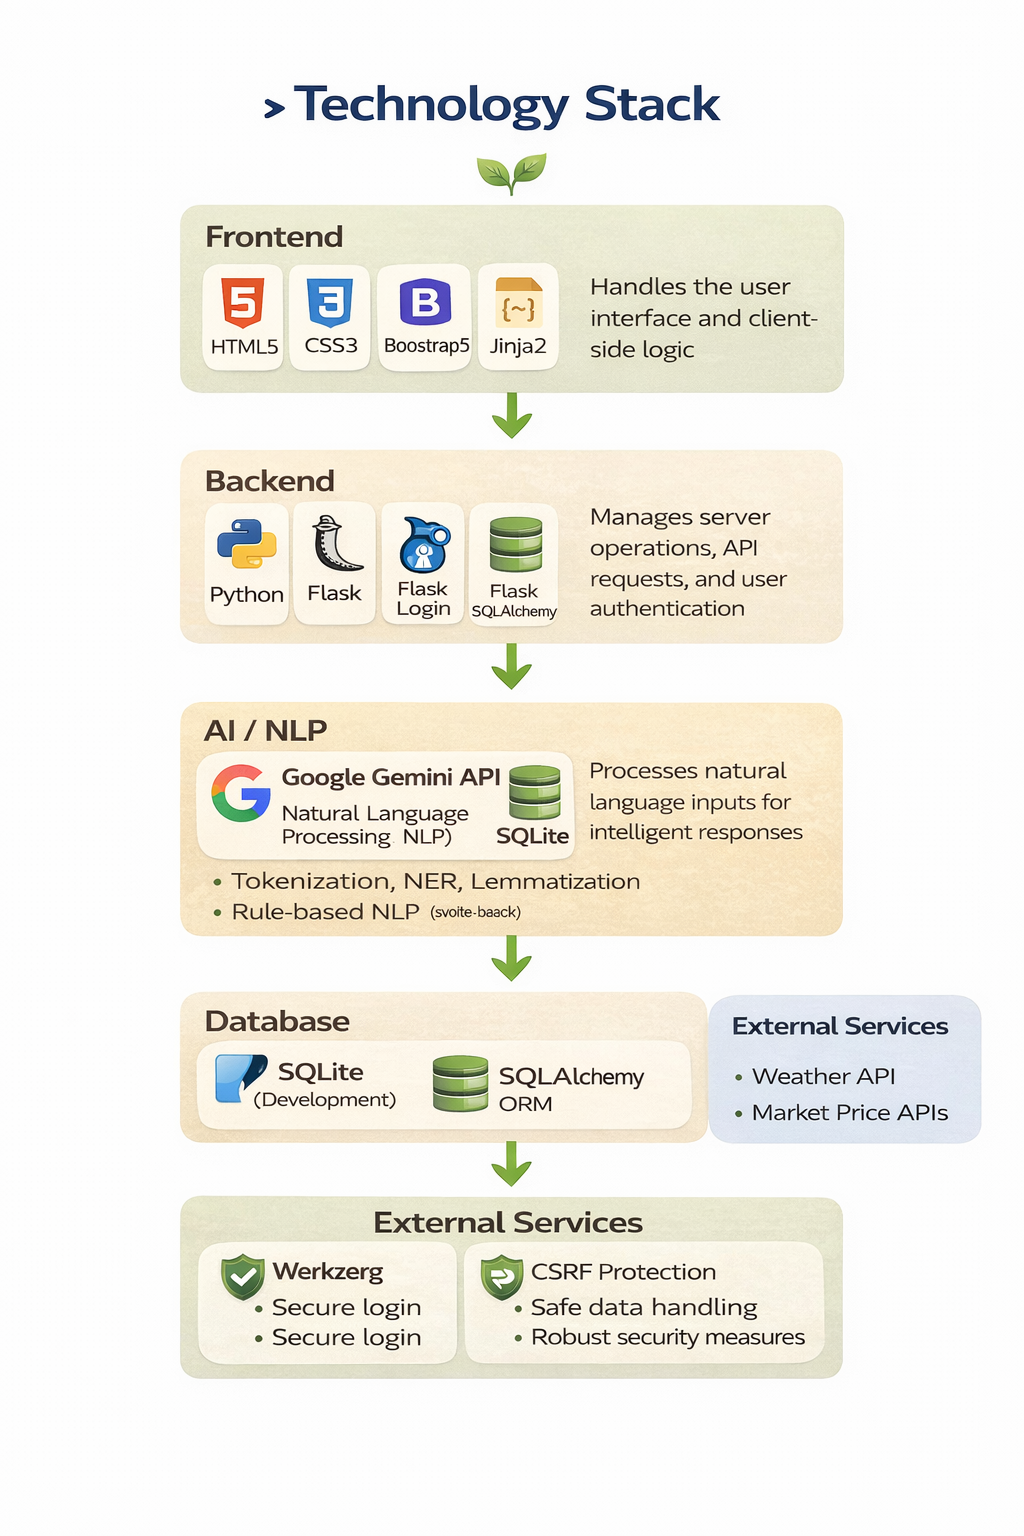 > Technology Stack
Frontend
HTML5
CSS3
Boostrap5
Jinja2
Handles the user
interface and client-
side logic
Backend
Python
Flask
Flask
Login
Flask
SQLAlchemy
Manages server
operations, API
requests, and user
authentication
AI / NLP
Google Gemini API
Natural Language
Processing NLP)
SQLite
Processes natural
language inputs for
intelligent responses
• Tokenization, NER, Lemmatization
• Rule-based NLP (svoite-baack)
Database
SQLite
(Development)
SQLAlchemy
ORM
External Services
• Weather API
• Market Price APIs
External Services
Werkzerg
• Secure login
• Secure login
CSRF Protection
• Safe data handling
• Robust security measures